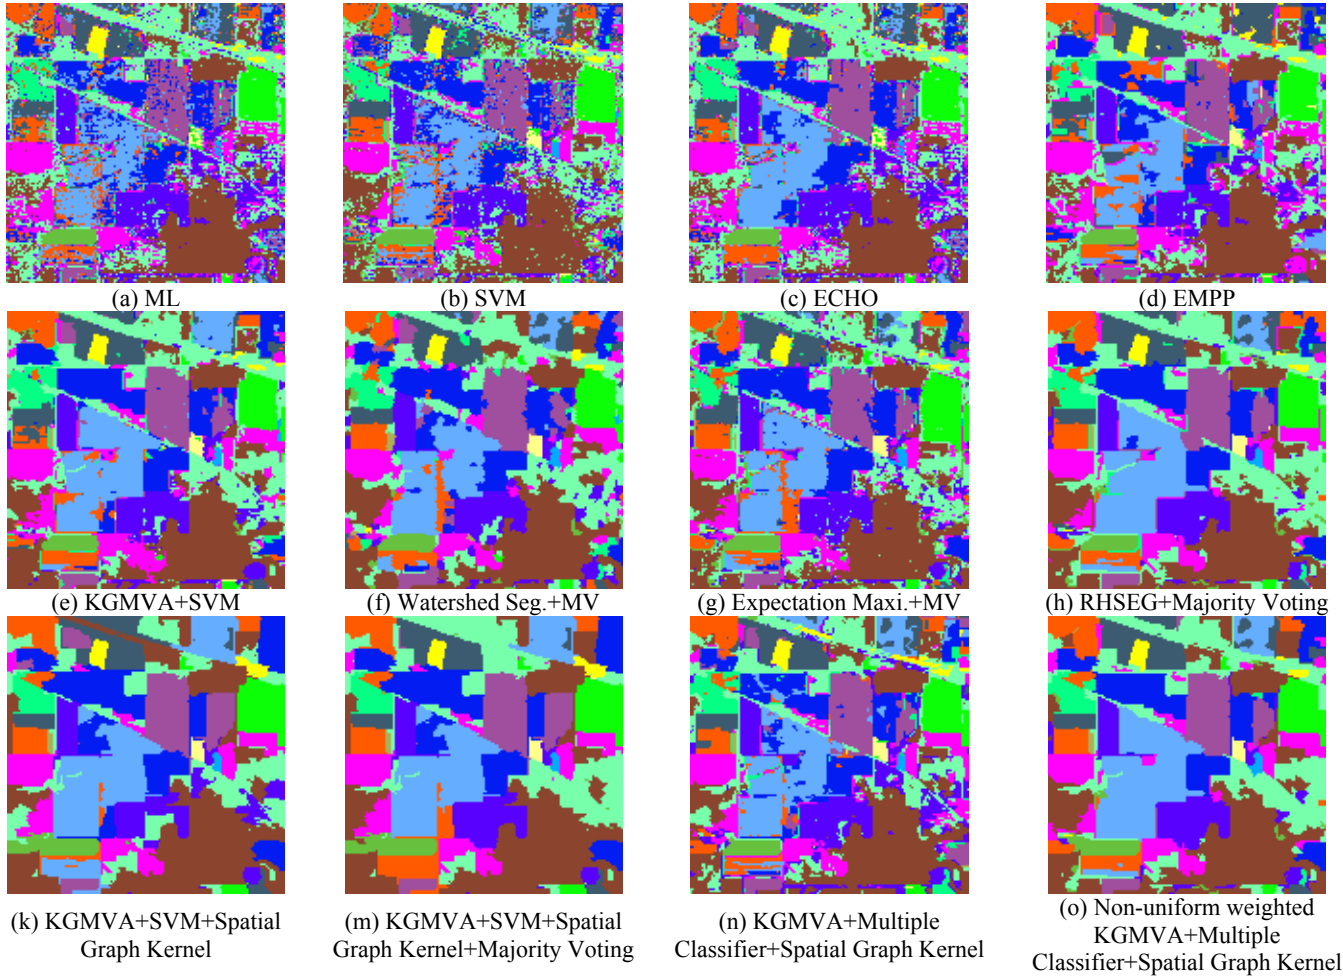 (a) ML
(b) SVM
(c) ECHO
(d) EMPP
(e) KGMVA+SVM
(f) Watershed Seg.+MV
(g) Expectation Maxi.+MV
(h) RHSEG+Majority Voting
(k) KGMVA+SVM+Spatial
Graph Kernel
(m) KGMVA+SVM+Spatial
Graph Kernel+Majority Voting
(n) KGMVA+Multiple
Classifier+Spatial Graph Kernel
(o) Non-uniform weighted
KGMVA+Multiple
Classifier+Spatial Graph Kernel